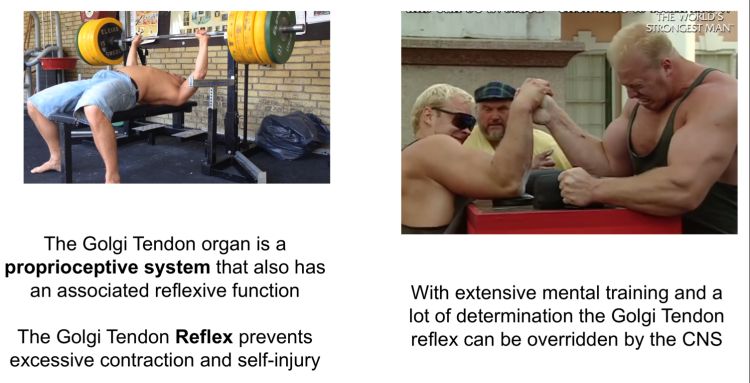 THE WORLD'S
STRONGEST MAN
ELEIKO
The Golgi Tendon organ is a
proprioceptive system that also has
an associated reflexive function
The Golgi Tendon Reflex prevents
excessive contraction and self-injury
With extensive mental training and a
lot of determination the Golgi Tendon
reflex can be overridden by the CNS